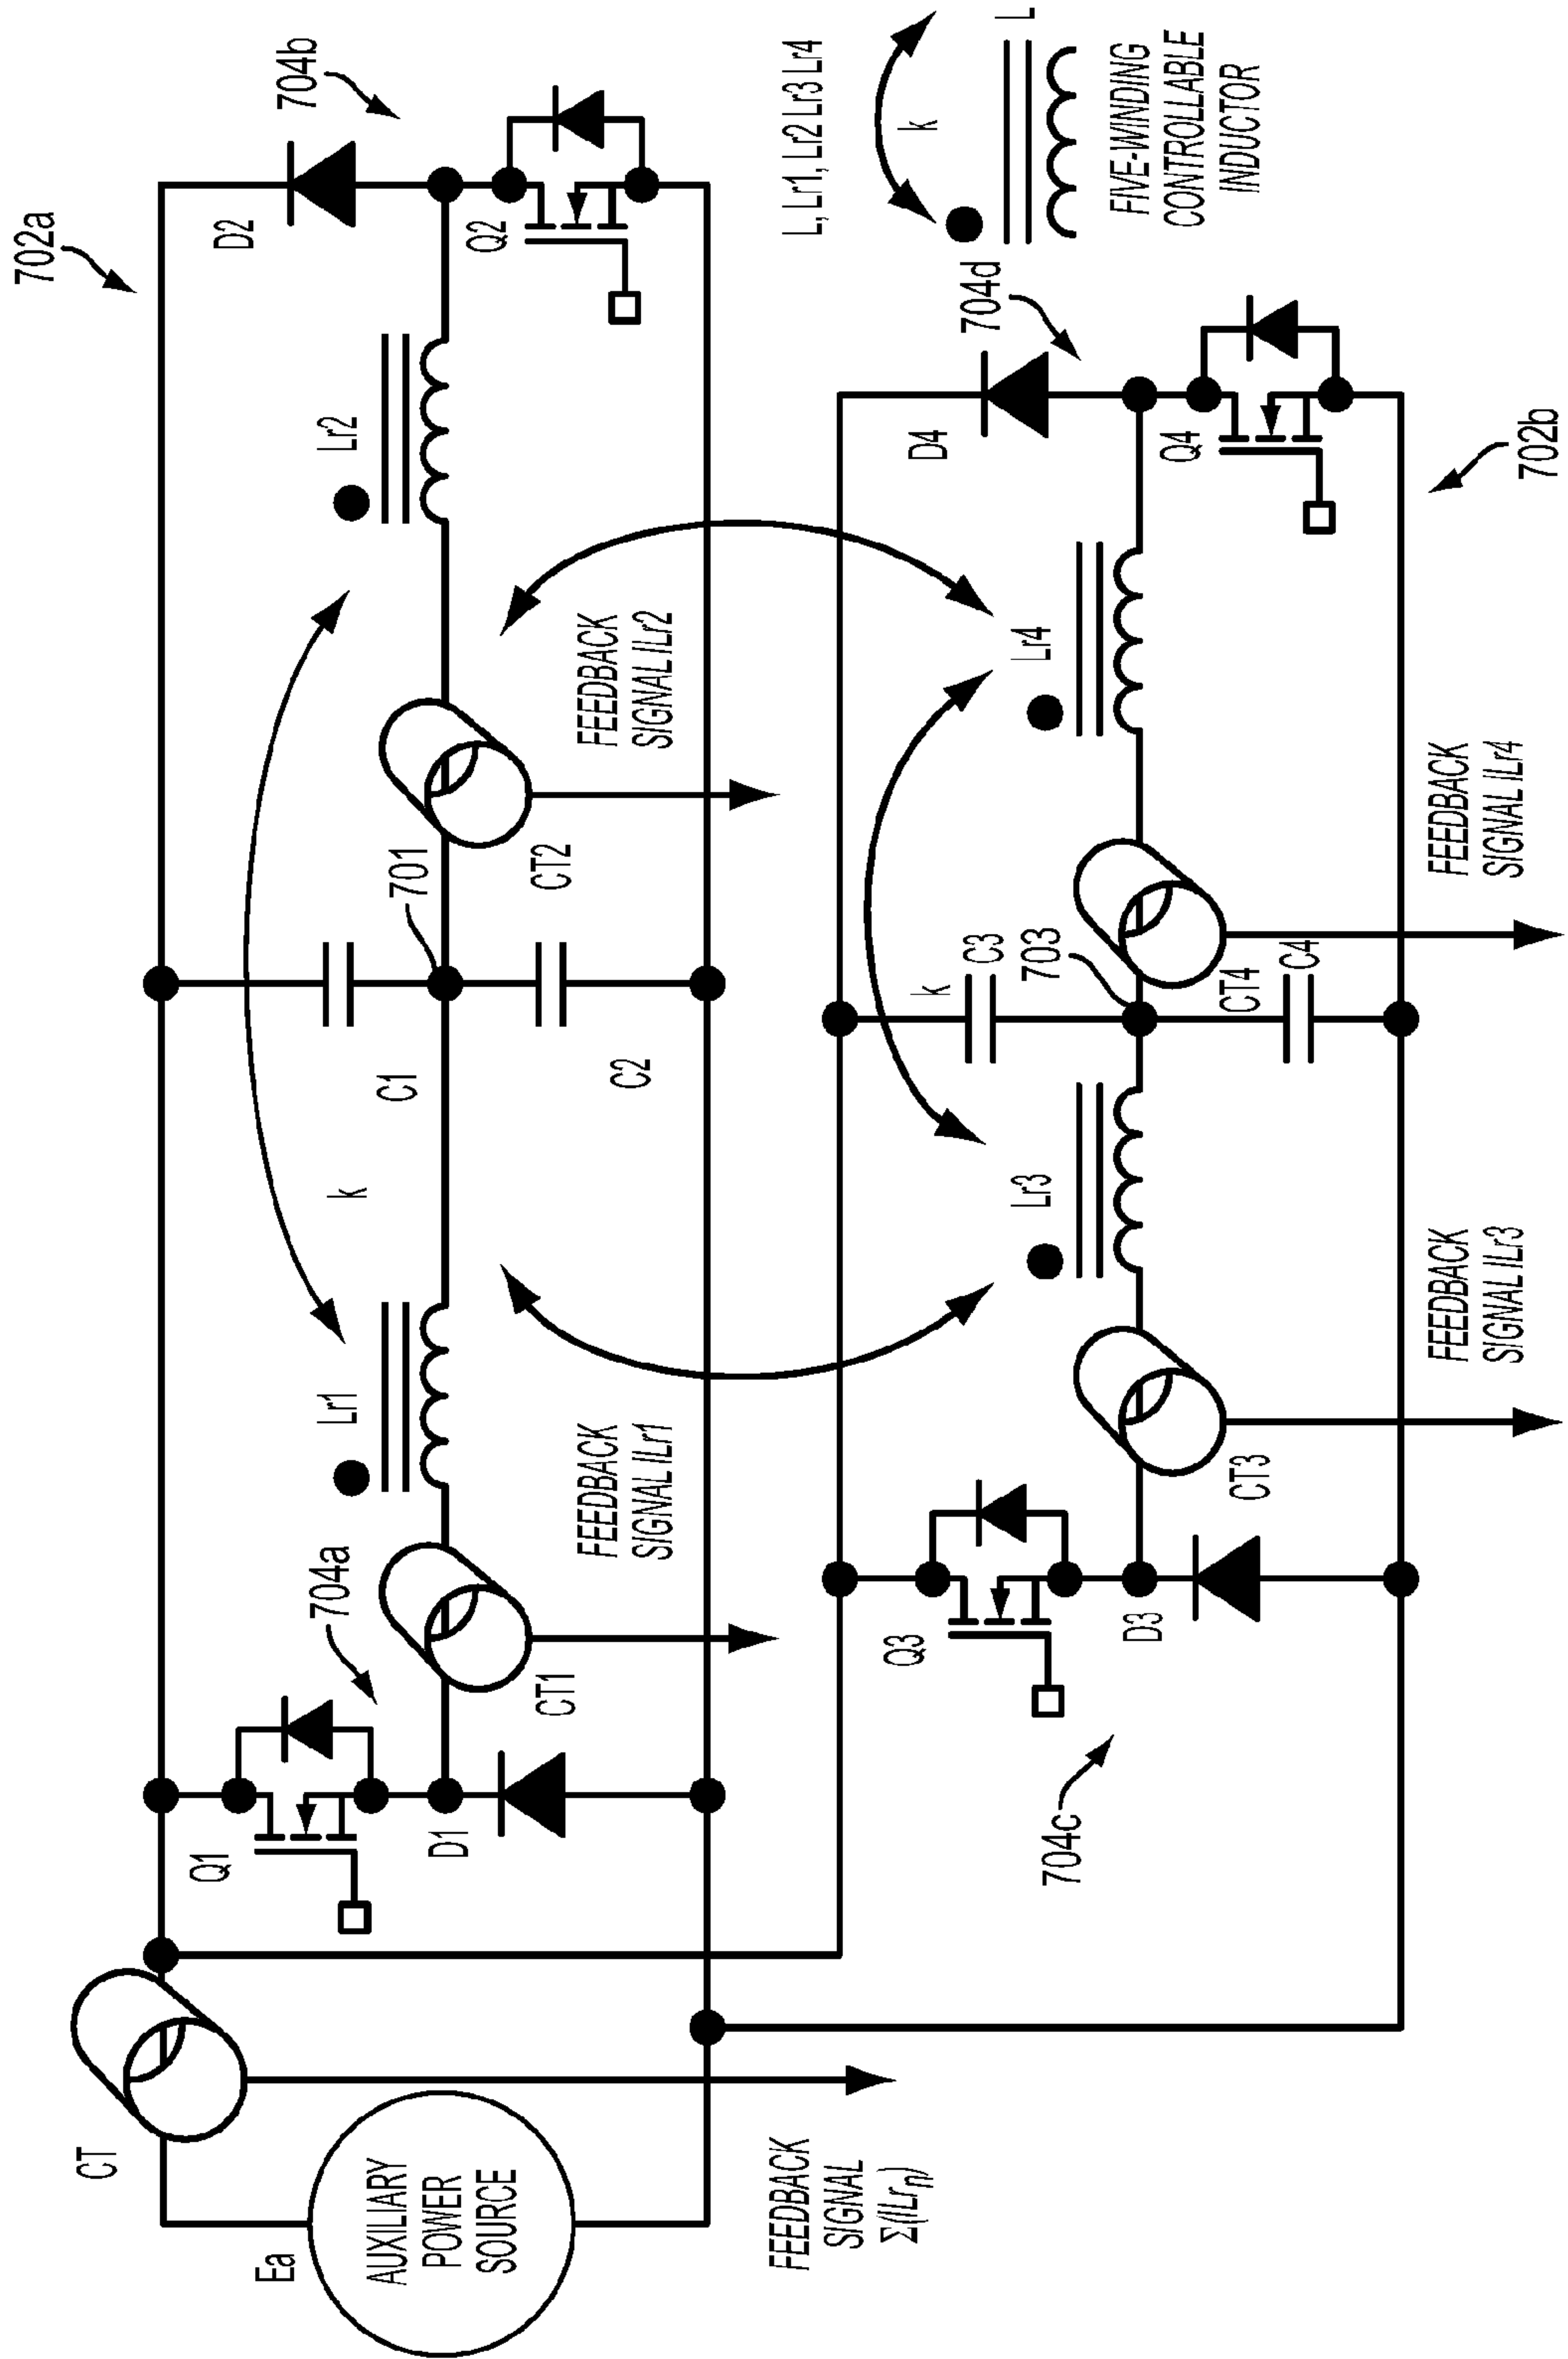 702a
704b
D2
Q2
Lr2
FEEDBACK
SIGNAL ILr2
CT2
701
C1
C2
k
Lr1
FEEDBACK
SIGNAL ILr1
704a
CT1
Q1
D1
CT
Ea
AUXILIARY
POWER
SOURCE
FEEDBACK
SIGNAL
Σ(ILrn)
L, Lr1, Lr2 Lr3 Lr4
k
L
FIVE-WINDING
CONTROLLABLE
INDUCTOR
704d
D4
Q4
702b
Lr4
FEEDBACK
SIGNAL ILr4
k
C3
703
CT4
C4
Lr3
FEEDBACK
SIGNAL ILr3
CT3
Q3
D3
704c